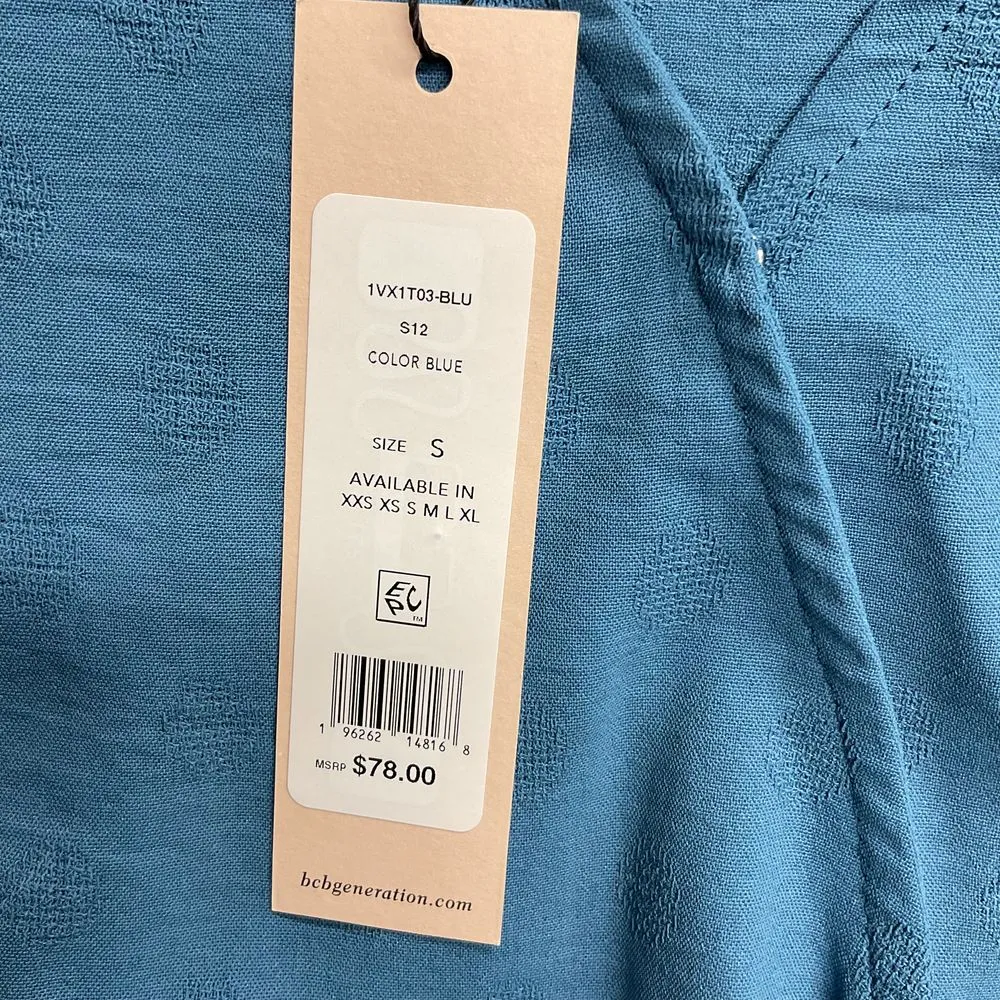 1VX1T03-BLU
S12
COLOR BLUE
SIZE S
AVAILABLE IN
XXS XS S M L XL
EPC™
1 96262 14816 8
MSRP $78.00
bcbgeneration.com